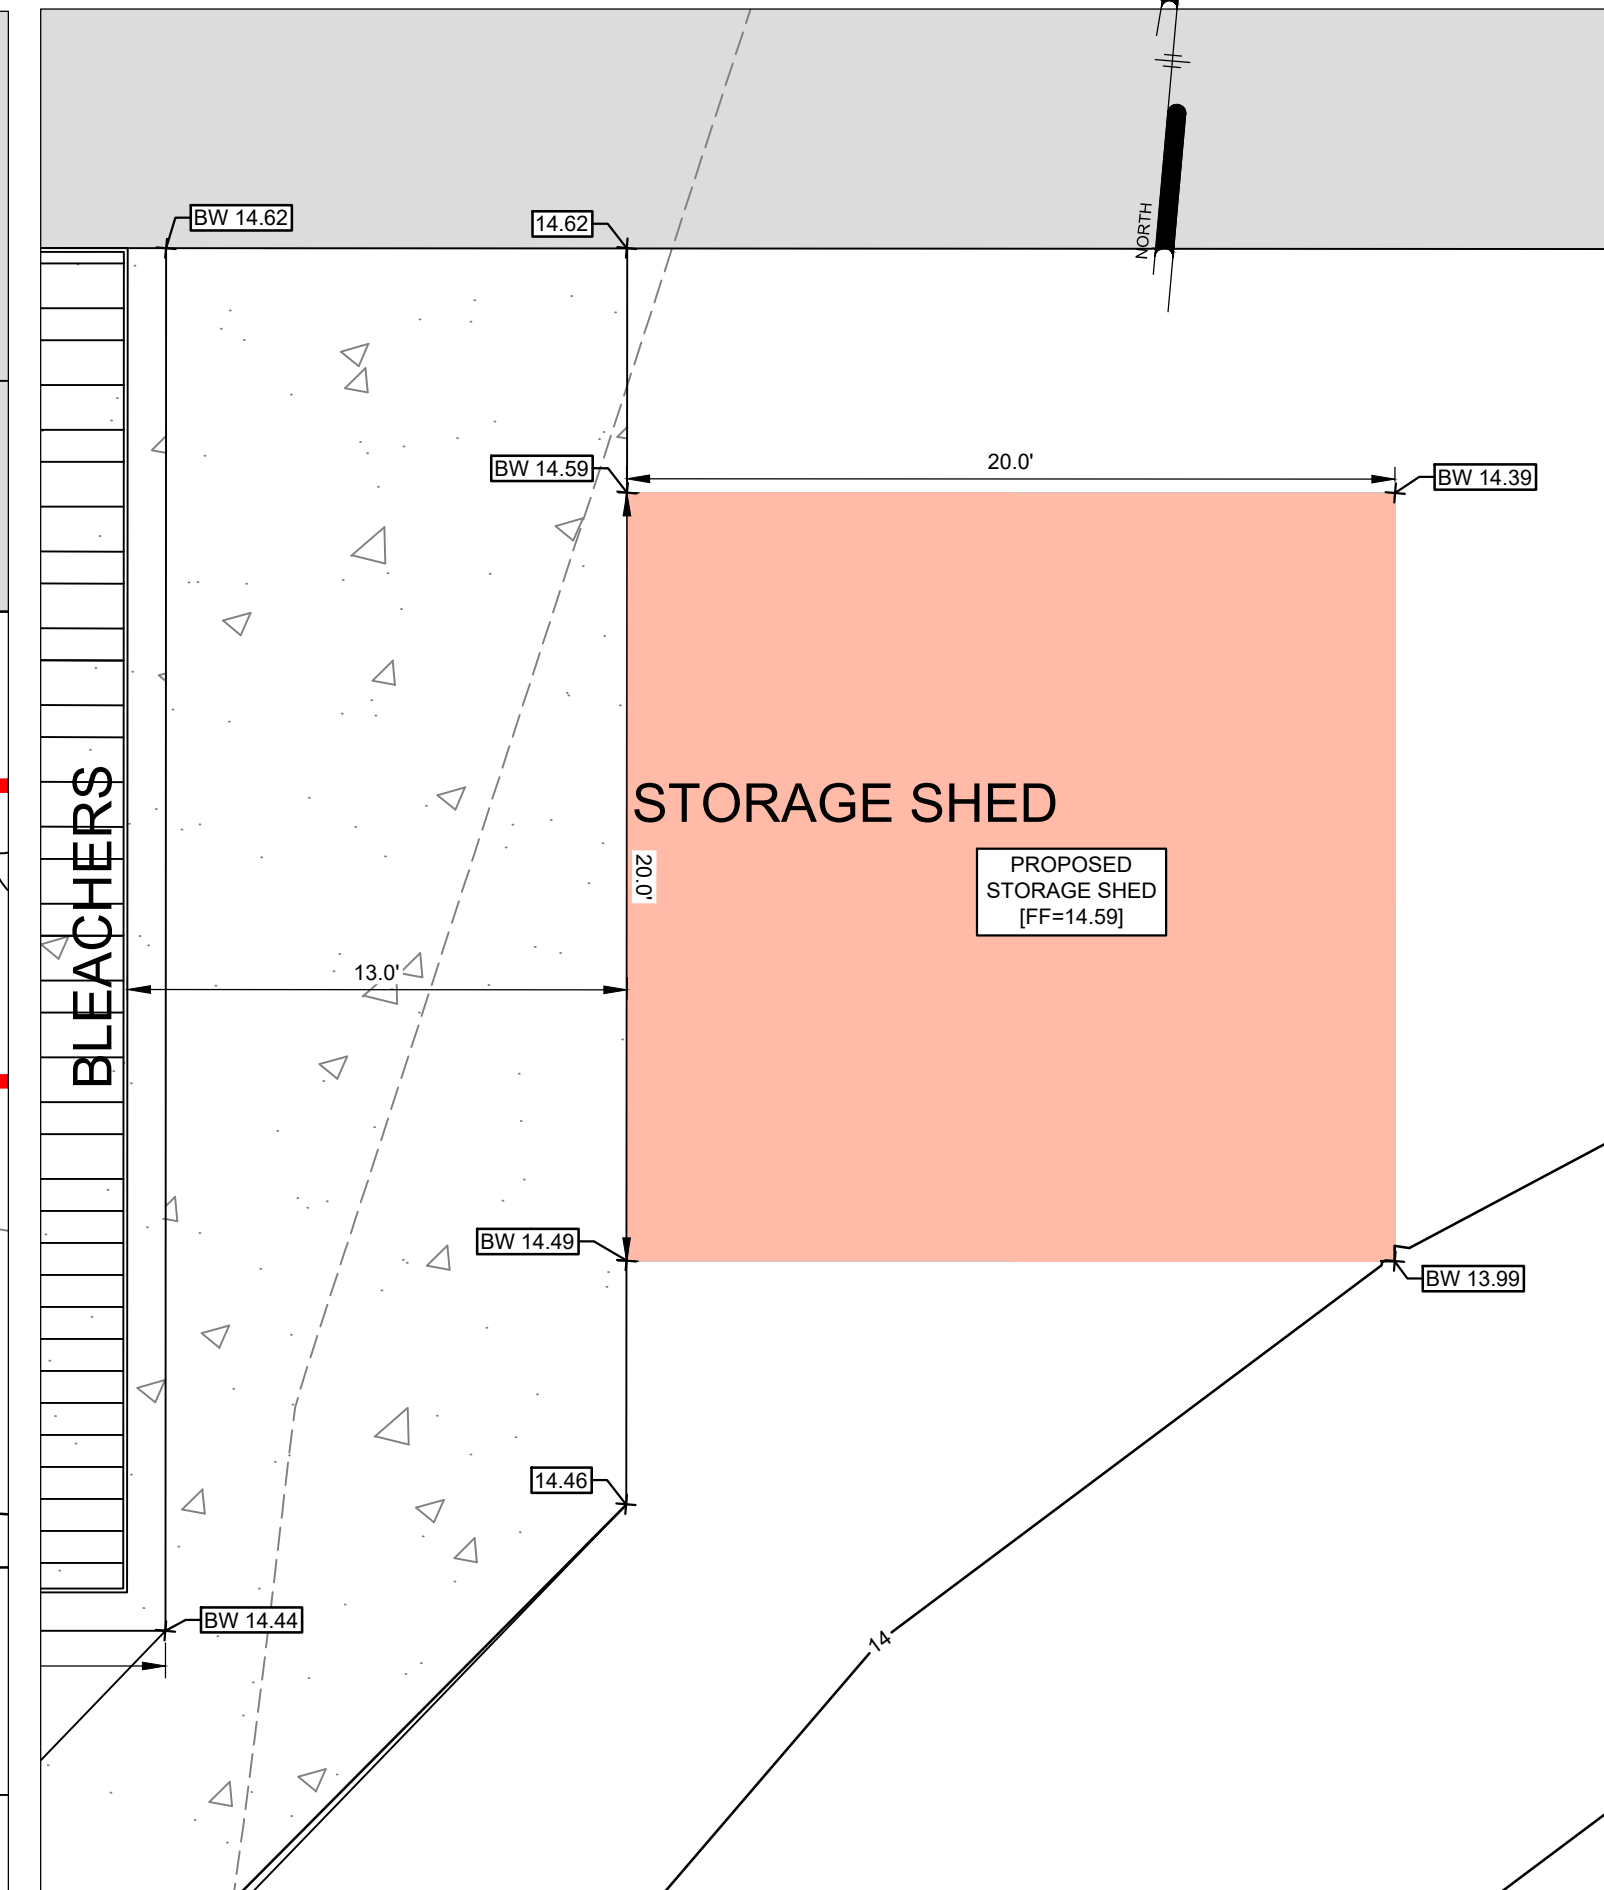 BW 14.62
14.62
NORTH
BW 14.59
20.0'
BW 14.39
STORAGE SHED
20.0'
PROPOSED
STORAGE SHED
[FF=14.59]
BLEACHERS
13.0'
BW 14.49
BW 13.99
14.46
BW 14.44
14